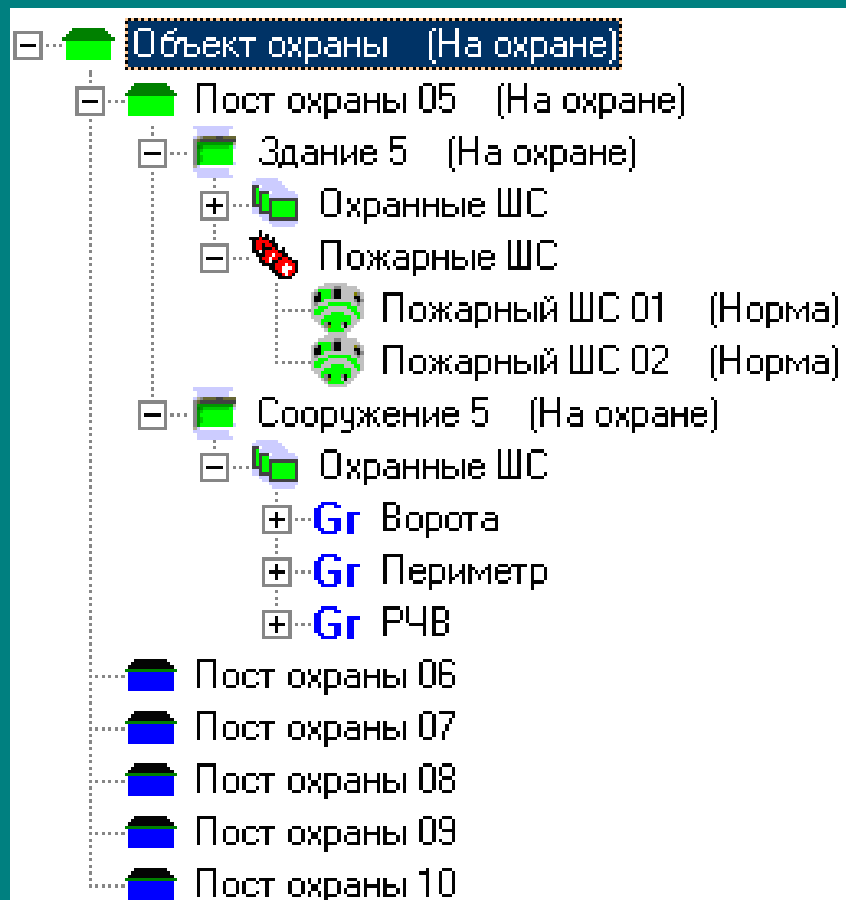 Объект охраны (На охране)
Пост охраны 05 (На охране)
Здание 5 (На охране)
Охранные ШС
Пожарные ШС
Пожарный ШС 01 (Норма)
Пожарный ШС 02 (Норма)
Сооружение 5 (На охране)
Охранные ШС
Gr Ворота
Gr Периметр
Gr РЧВ
Пост охраны 06
Пост охраны 07
Пост охраны 08
Пост охраны 09
Пост охраны 10